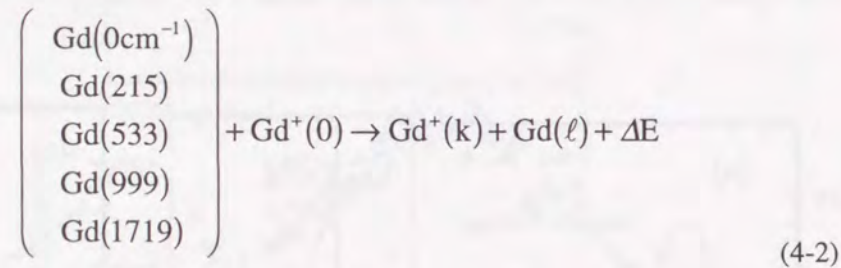 Gd(0cm⁻¹)
Gd(215)
Gd(533)
Gd(999)
Gd(1719)
+ Gd⁺(0) → Gd⁺(k) + Gd(ℓ) + ΔE
(4-2)